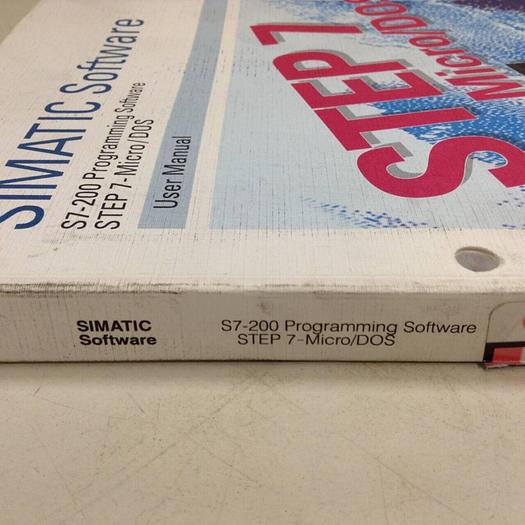 SIMATIC Software
S7-200 Programming Software
STEP 7-Micro/DOS
User Manual
STEP 7
Micro/DOS
SIMATIC
Software
S7-200 Programming Software
STEP 7-Micro/DOS